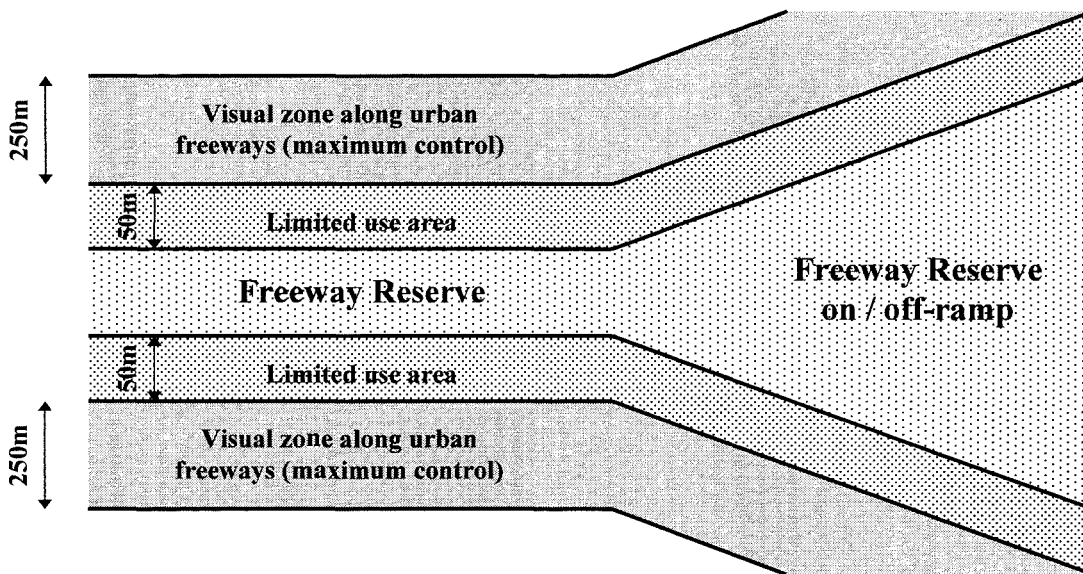 250m
Visual zone along urban
freeways (maximum control)
50m
Limited use area
Freeway Reserve
Freeway Reserve
on / off-ramp
50m
Limited use area
250m
Visual zone along urban
freeways (maximum control)